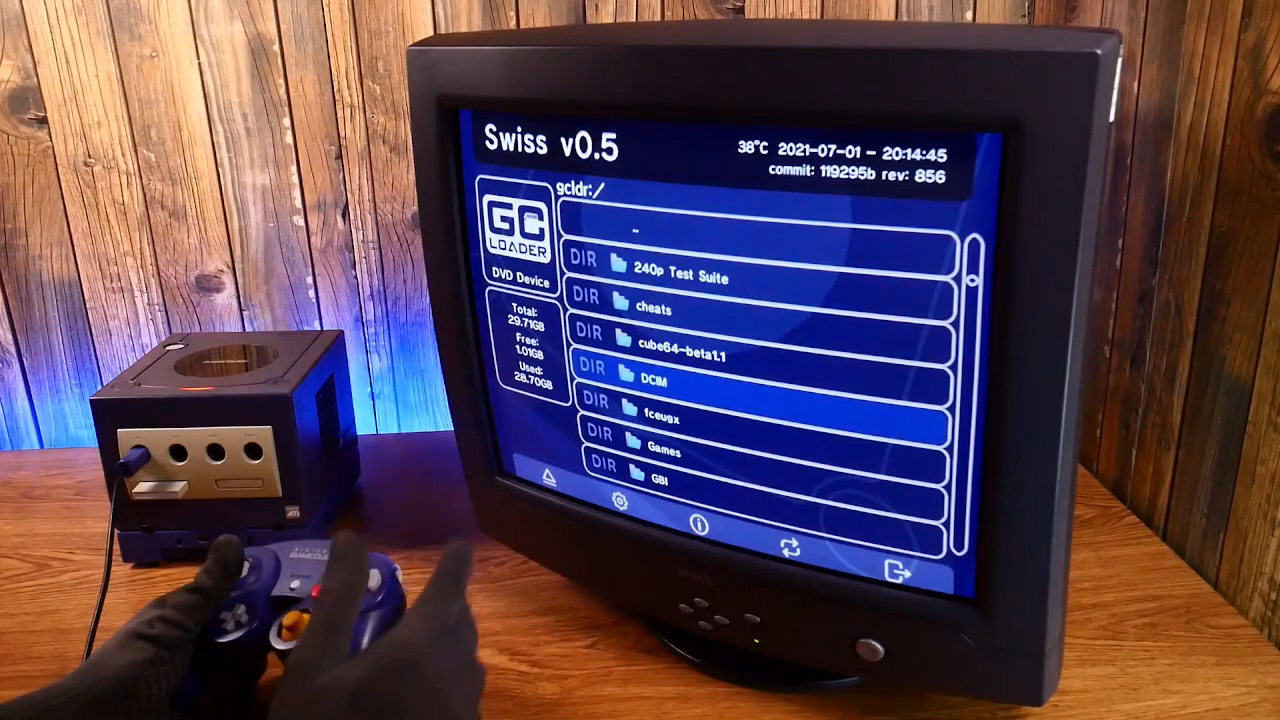 Swiss v0.5
38°C 2021-07-01 - 20:14:45
commit: 119295b rev: 856
gcldr:/
..
GC
LOADER
DVD Device
Total:
29.71GB
Free:
1.01GB
Used:
28.70GB
DIR 240p Test Suite
DIR cheats
DIR cube64-beta1.1
DIR DCIM
DIR fceugx
DIR Games
DIR GBI
ATI